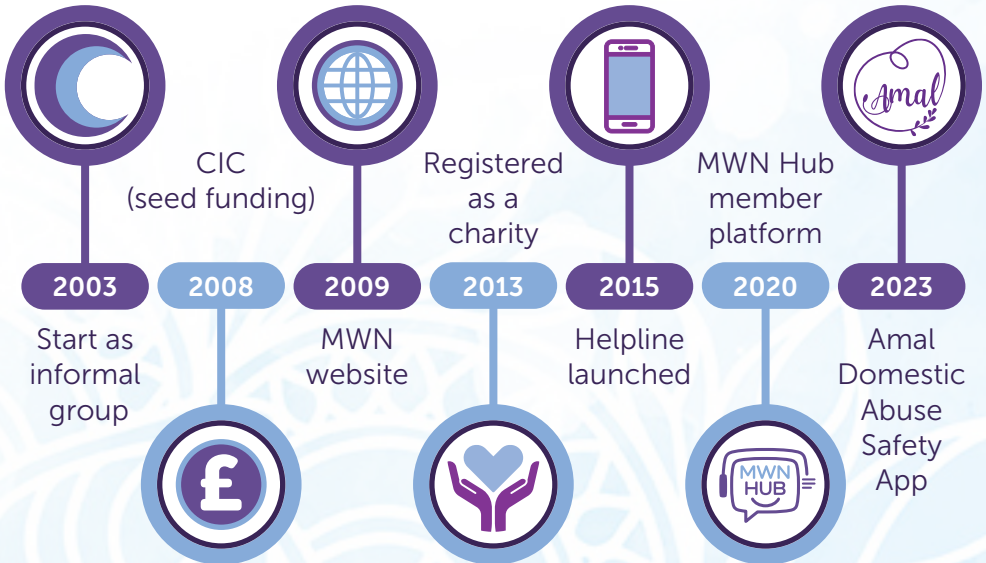 Amal
CIC
(seed funding)
Registered
as a
charity
MWN Hub
member
platform
2003
2008
2009
2013
2015
2020
2023
Start as
informal
group
MWN
website
Helpline
launched
Amal
Domestic
Abuse
Safety
App
£
MWN
HUB